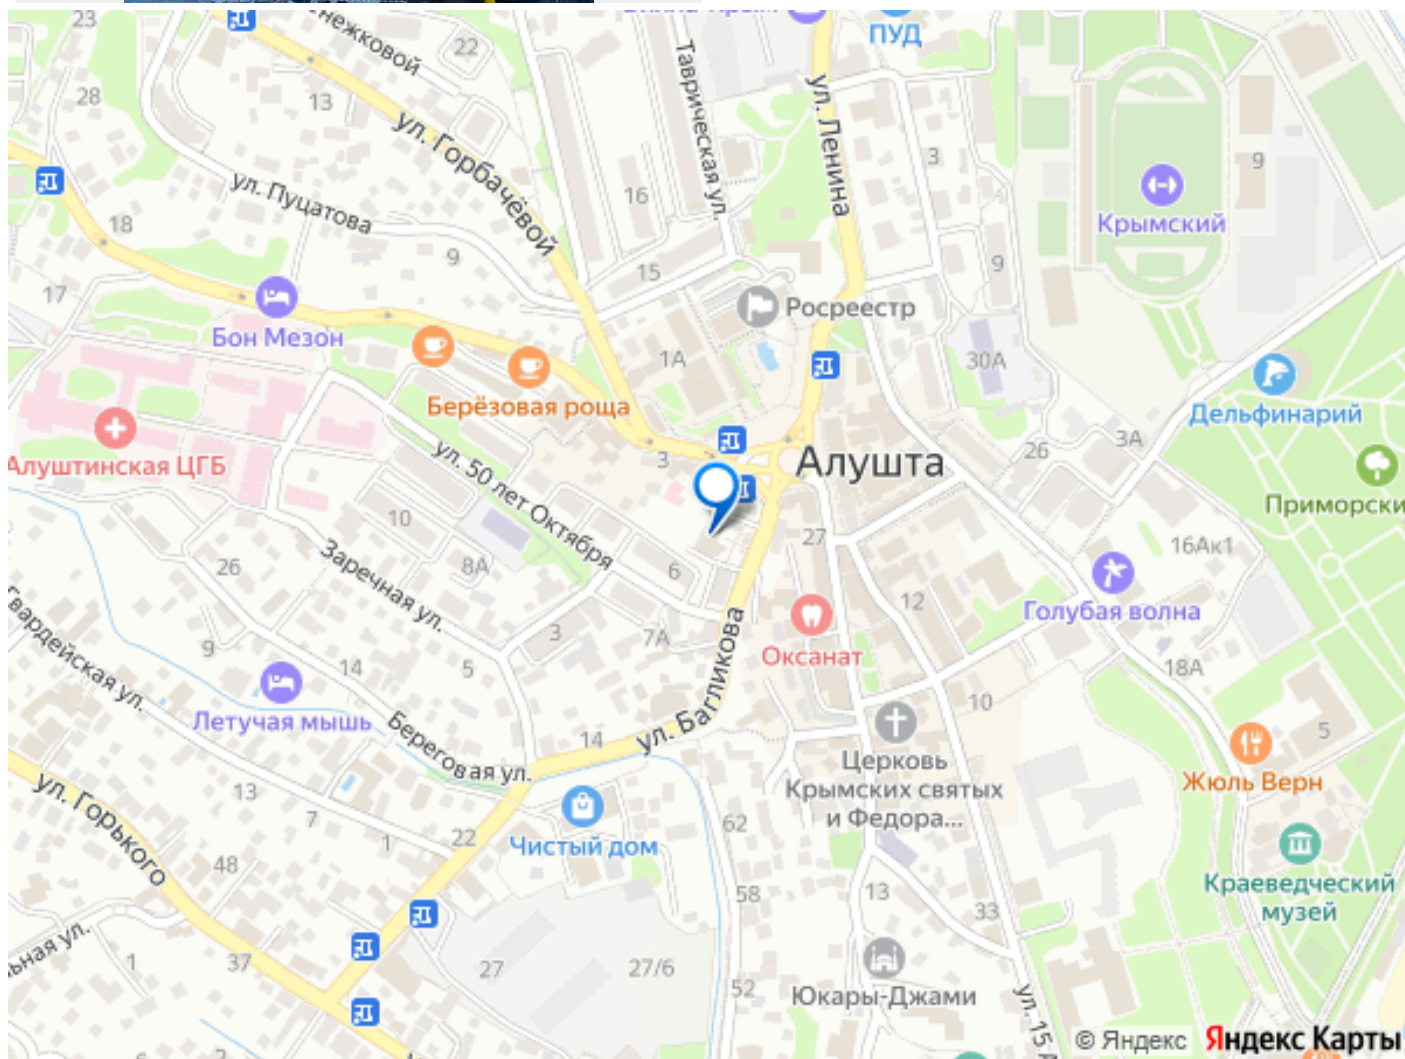 ПУД
23
22
28
13
ул. Горбачёвой
Таврическая ул.
ул. Ленина
3
9
Крымский
ул. Пуцатова
16
18
9
15
9
17
Бон Мезон
Росреестр
1А
30А
Дельфинарий
Берёзовая роща
Алуштинская ЦГБ
ул. 50 лет Октября
3
Алушта
26
3А
Приморски
10
27
16Ак1
Заречная ул.
8А
6
26
12
Голубая волна
Гвардейская ул.
9
3
7А
Оксанат
14
5
18А
Летучая мышь
ул. Багликова
10
Береговая ул.
14
5
Церковь
Крымских святых
и Федора...
Жюль Верн
ул. Горького
13
7
1
22
Чистый дом
62
48
58
13
33
Краеведческий
музей
ьная ул.
1
37
27
27/6
52
Юкары-Джами
ул. 15 А
© Яндекс Яндекс Карты